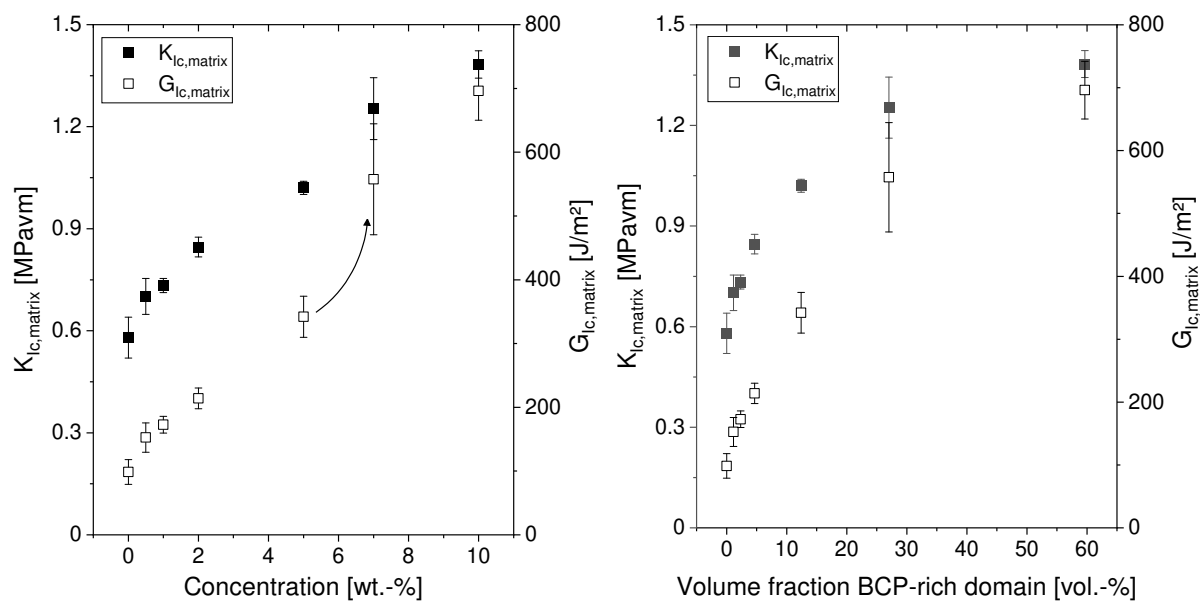 K_Ic,matrix
G_Ic,matrix
1.5
1.2
0.9
0.6
0.3
0
K_Ic,matrix [MPavm]
800
600
400
200
0
G_Ic,matrix [J/m²]
0 2 4 6 8 10
Concentration [wt.-%]
K_Ic,matrix
G_Ic,matrix
1.5
1.2
0.9
0.6
0.3
0
K_Ic,matrix [MPavm]
800
600
400
200
0
G_Ic,matrix [J/m²]
0 10 20 30 40 50 60
Volume fraction BCP-rich domain [vol.-%]